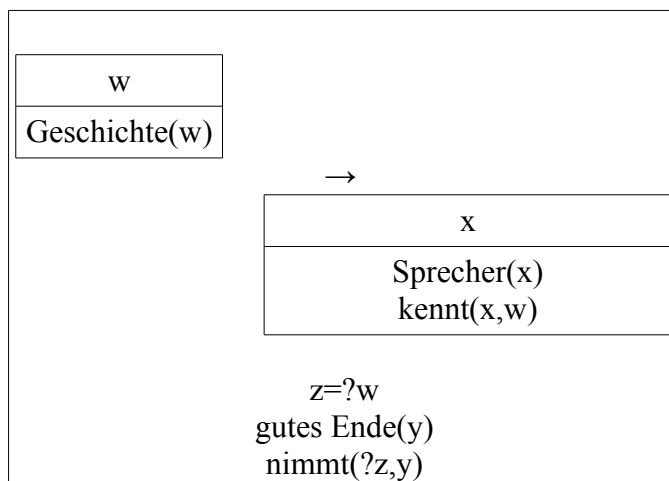 w
Geschichte(w)
→
x
Sprecher(x)
kennt(x,w)
z=?w
gutes Ende(y)
nimmt(?z,y)